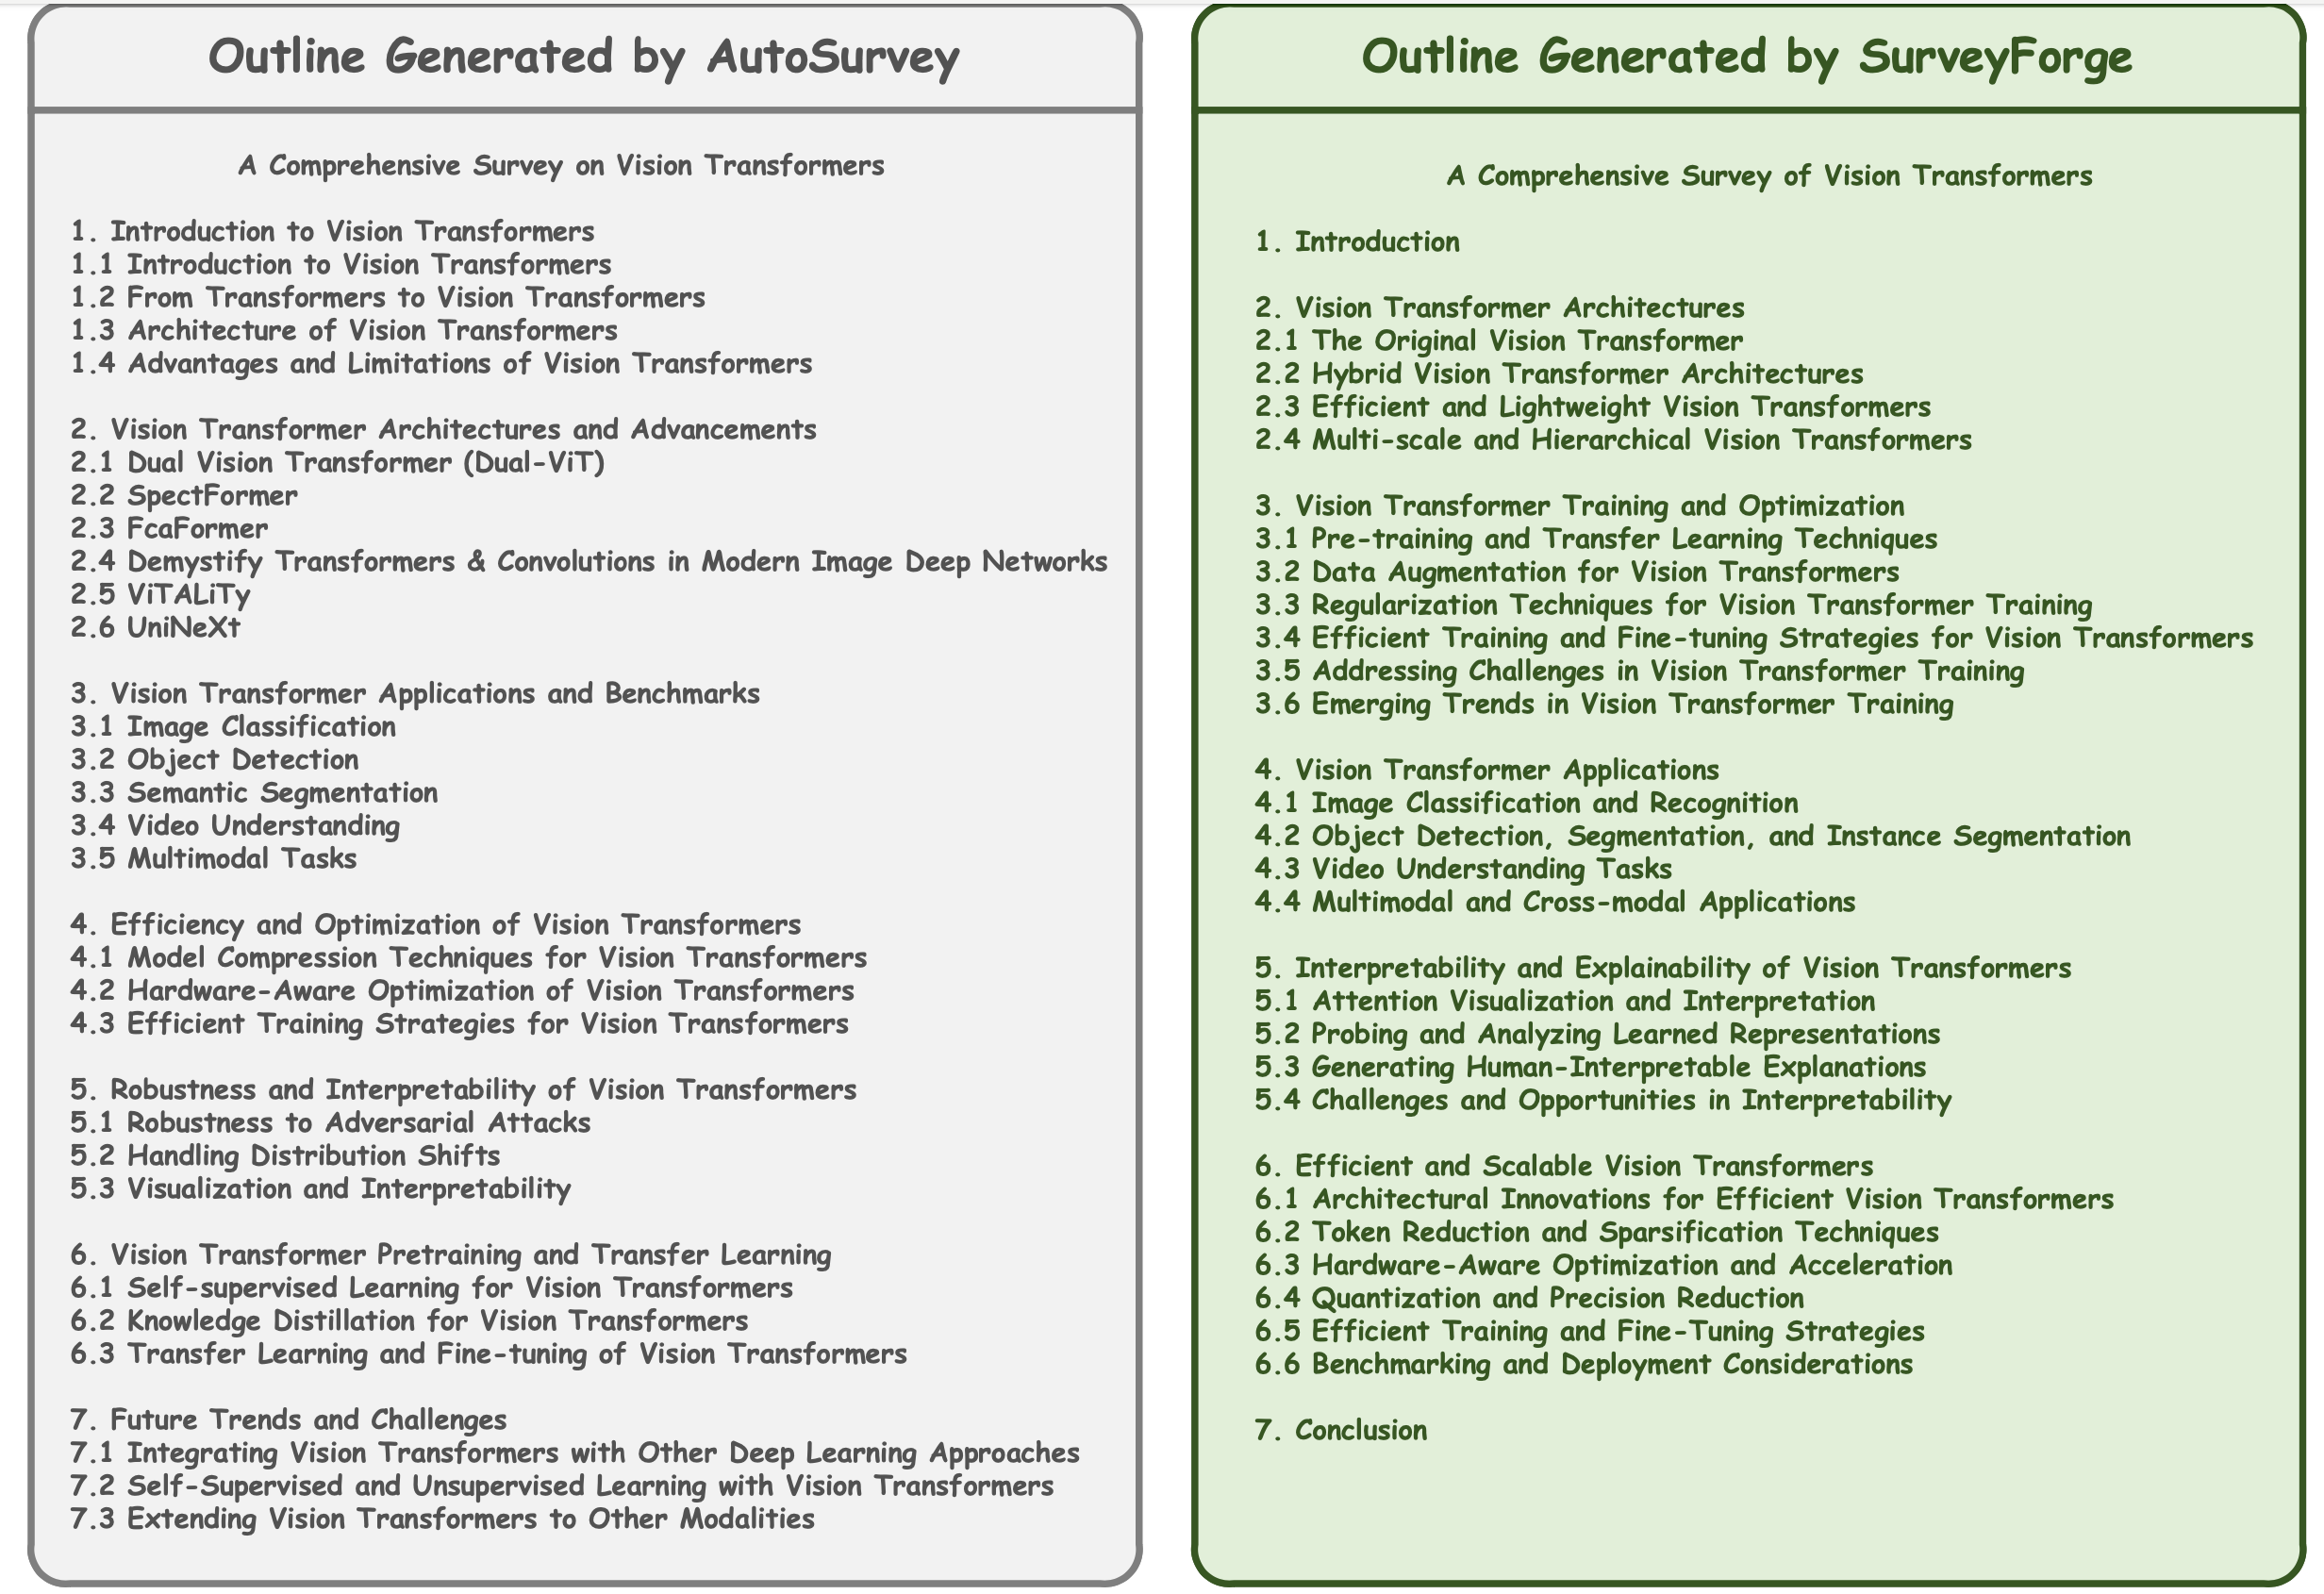 Outline Generated by AutoSurvey
A Comprehensive Survey on Vision Transformers
1. Introduction to Vision Transformers
1.1 Introduction to Vision Transformers
1.2 From Transformers to Vision Transformers
1.3 Architecture of Vision Transformers
1.4 Advantages and Limitations of Vision Transformers
2. Vision Transformer Architectures and Advancements
2.1 Dual Vision Transformer (Dual-ViT)
2.2 SpectFormer
2.3 FcaFormer
2.4 Demystify Transformers & Convolutions in Modern Image Deep Networks
2.5 ViTALiTy
2.6 UniNeXt
3. Vision Transformer Applications and Benchmarks
3.1 Image Classification
3.2 Object Detection
3.3 Semantic Segmentation
3.4 Video Understanding
3.5 Multimodal Tasks
4. Efficiency and Optimization of Vision Transformers
4.1 Model Compression Techniques for Vision Transformers
4.2 Hardware-Aware Optimization of Vision Transformers
4.3 Efficient Training Strategies for Vision Transformers
5. Robustness and Interpretability of Vision Transformers
5.1 Robustness to Adversarial Attacks
5.2 Handling Distribution Shifts
5.3 Visualization and Interpretability
6. Vision Transformer Pretraining and Transfer Learning
6.1 Self-supervised Learning for Vision Transformers
6.2 Knowledge Distillation for Vision Transformers
6.3 Transfer Learning and Fine-tuning of Vision Transformers
7. Future Trends and Challenges
7.1 Integrating Vision Transformers with Other Deep Learning Approaches
7.2 Self-Supervised and Unsupervised Learning with Vision Transformers
7.3 Extending Vision Transformers to Other Modalities
Outline Generated by SurveyForge
A Comprehensive Survey of Vision Transformers
1. Introduction
2. Vision Transformer Architectures
2.1 The Original Vision Transformer
2.2 Hybrid Vision Transformer Architectures
2.3 Efficient and Lightweight Vision Transformers
2.4 Multi-scale and Hierarchical Vision Transformers
3. Vision Transformer Training and Optimization
3.1 Pre-training and Transfer Learning Techniques
3.2 Data Augmentation for Vision Transformers
3.3 Regularization Techniques for Vision Transformer Training
3.4 Efficient Training and Fine-tuning Strategies for Vision Transformers
3.5 Addressing Challenges in Vision Transformer Training
3.6 Emerging Trends in Vision Transformer Training
4. Vision Transformer Applications
4.1 Image Classification and Recognition
4.2 Object Detection, Segmentation, and Instance Segmentation
4.3 Video Understanding Tasks
4.4 Multimodal and Cross-modal Applications
5. Interpretability and Explainability of Vision Transformers
5.1 Attention Visualization and Interpretation
5.2 Probing and Analyzing Learned Representations
5.3 Generating Human-Interpretable Explanations
5.4 Challenges and Opportunities in Interpretability
6. Efficient and Scalable Vision Transformers
6.1 Architectural Innovations for Efficient Vision Transformers
6.2 Token Reduction and Sparsification Techniques
6.3 Hardware-Aware Optimization and Acceleration
6.4 Quantization and Precision Reduction
6.5 Efficient Training and Fine-Tuning Strategies
6.6 Benchmarking and Deployment Considerations
7. Conclusion